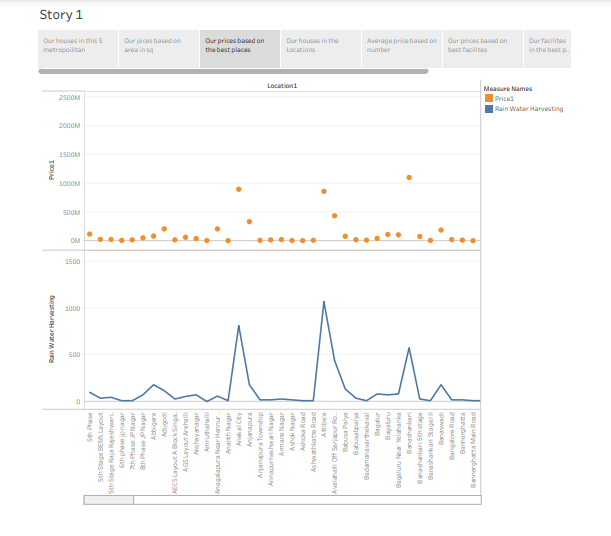 Story 1
Our houses in this 5
metropolitan
Our pices based on
area in sq
Our prices based on
the best places
Our houses in the
Locations
Average price based on
number
Our prices based on
best facilites
Our facilites
in the best p..
Location1
Measure Names
Price1
Rain Water Harvesting
Price1
2500M
2000M
1500M
1000M
500M
0M
Rain Water Harvesting
1500
1000
500
0
5th Phase
5th Stage BEML Layout
5th Stage Raja Rajeshwari..
6th phase jp nagar
7th Phase JP Nagar
8th Phase JP Nagar
Abbigere
Adugodi
AECS Layout A Block Singa..
AGS Layout Arehalli
Akshayanagar
Amruthahalli
Anagalapura Near Hennur ..
Ananth Nagar
Anekal City
Anjanapura
Anjanapura Township
Annapurneshwari Nagar
Arehalli
Ashok Nagar
Ashoka Road
Ashwathnagar
Attibele
Avalahalli Off Sarjapur Ro..
Babusa Palya
Babusabpalya
Bagalur
Bagaluru
Bagaluru Near Yelahanka
Banashankari
Banashankari 5th stage
Banashankari Stage II
Banaswadi
Bangalore Road
Bannerghatta
Bannerghatta Main Road